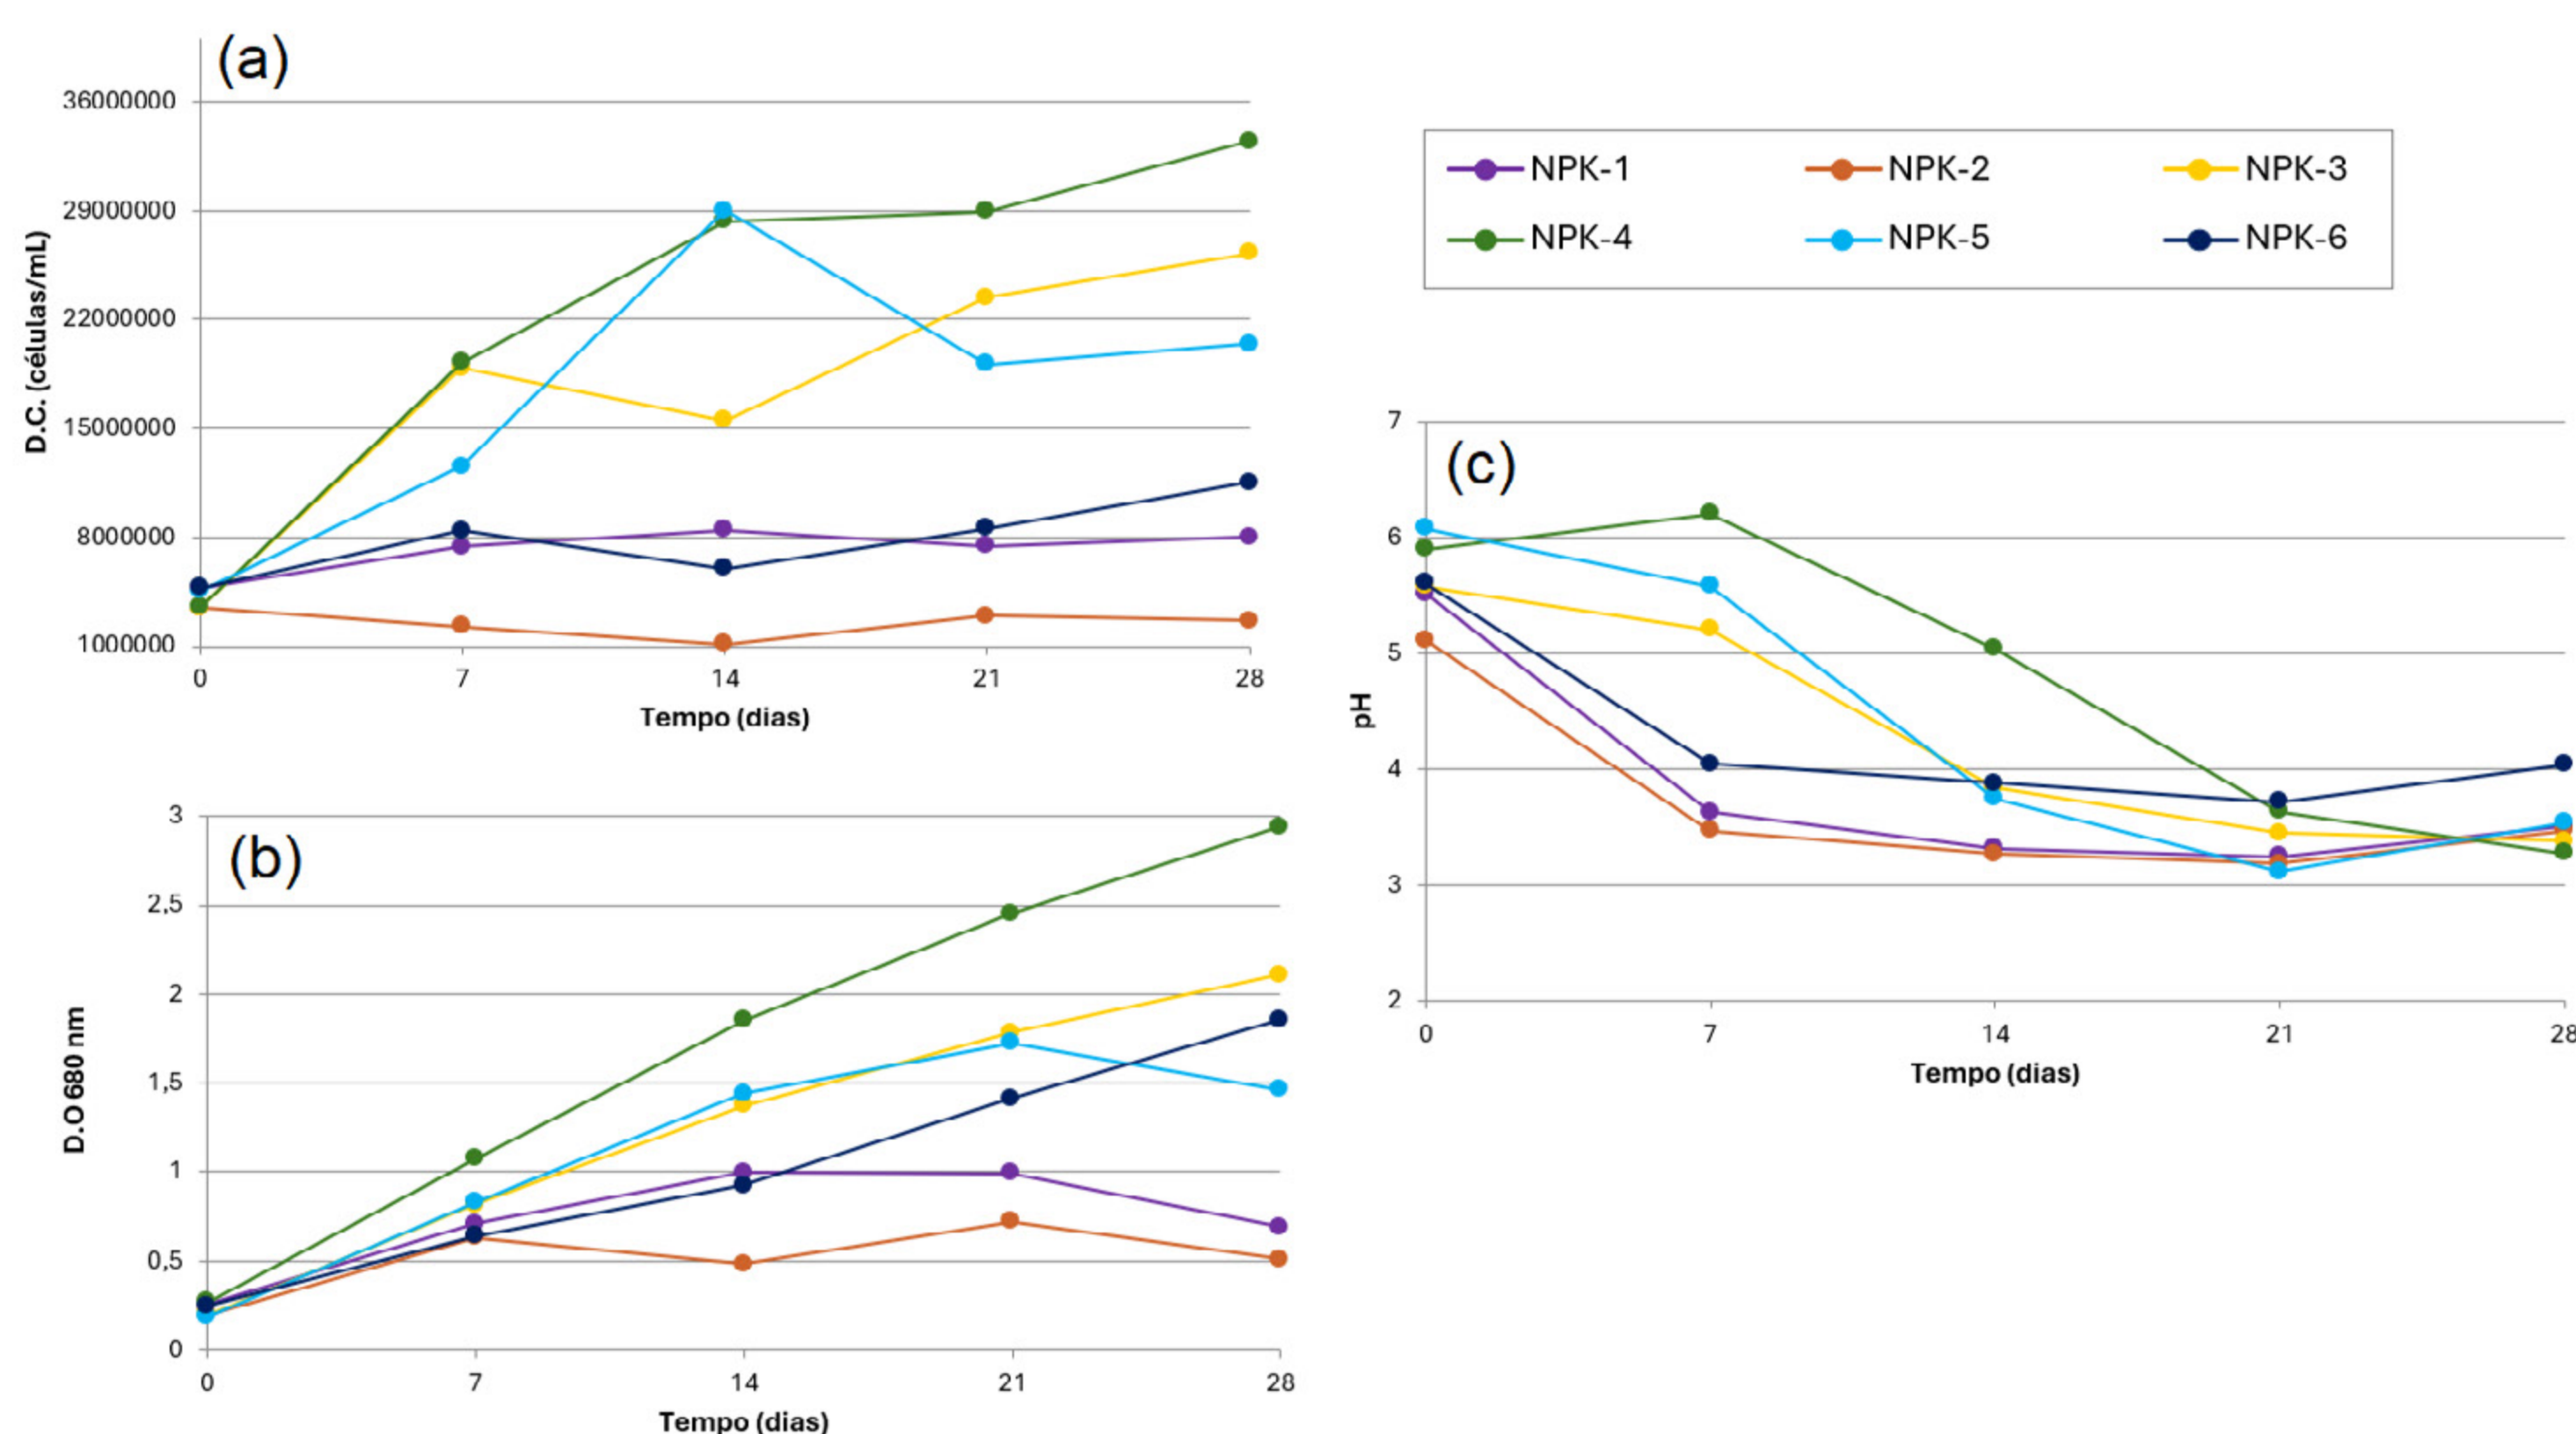 (a)
36000000
29000000
22000000
15000000
8000000
1000000
D.C. (células/mL)
0 7 14 21 28
Tempo (dias)
NPK-1 NPK-2 NPK-3
NPK-4 NPK-5 NPK-6
(b)
3
2,5
2
1,5
1
0,5
0
D.O 680 nm
0 7 14 21 28
Tempo (dias)
(c)
7
6
5
4
3
2
pH
0 7 14 21 28
Tempo (dias)